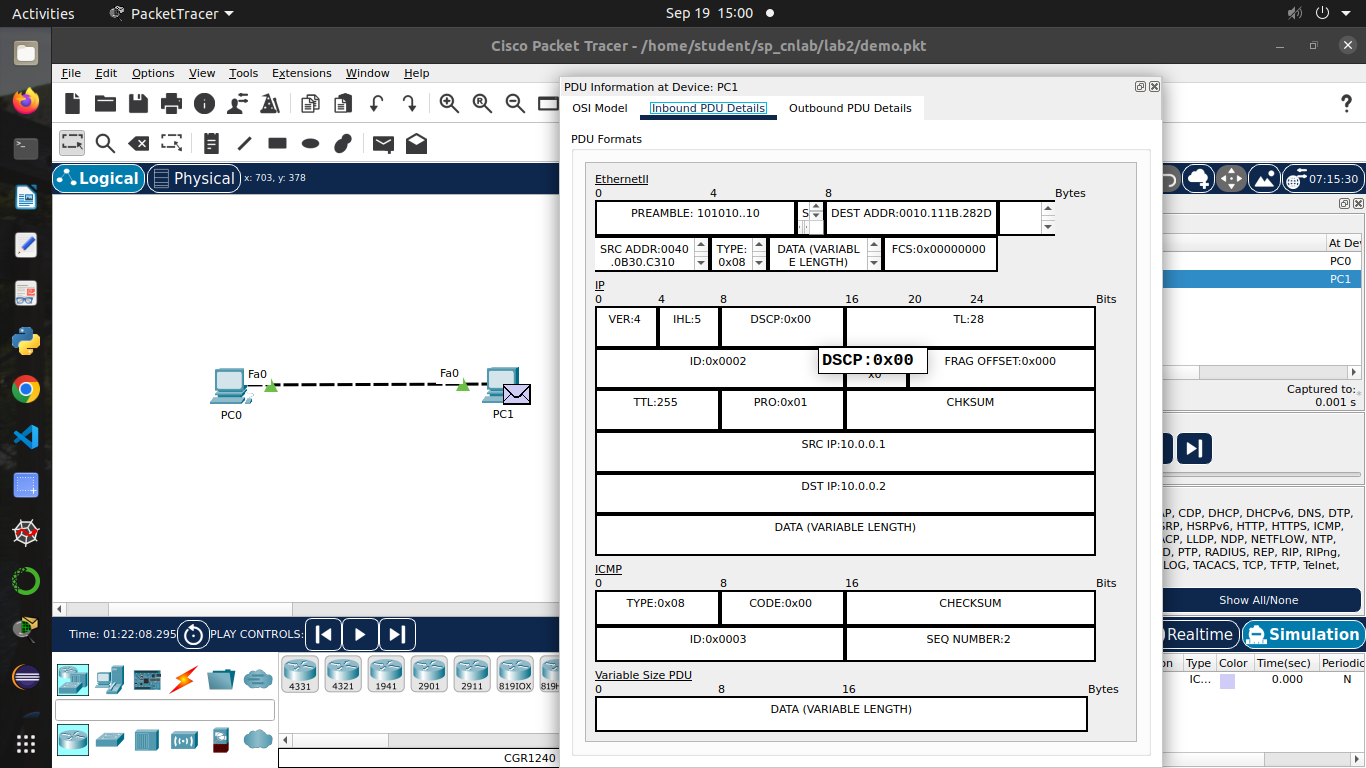 Activities PacketTracer Sep 19 15:00
Cisco Packet Tracer - /home/student/sp_cnlab/lab2/demo.pkt
File Edit Options View Tools Extensions Window Help
?
Logical Physical x: 703, y: 378
07:15:30
PDU Information at Device: PC1
OSI Model Inbound PDU Details Outbound PDU Details
PDU Formats
EthernetII
0 4 8 Bytes
PREAMBLE: 101010..10 S DEST ADDR:0010.111B.282D
SRC ADDR:0040
.0B30.C310
TYPE:
0x08
DATA (VARIABL
E LENGTH)
FCS:0x00000000
IP
0 4 8 16 20 24 Bits
VER:4 IHL:5 DSCP:0x00 TL:28
ID:0x0002 x0 FRAG OFFSET:0x000
DSCP:0x00
TTL:255 PRO:0x01 CHKSUM
SRC IP:10.0.0.1
DST IP:10.0.0.2
DATA (VARIABLE LENGTH)
ICMP
0 8 16 Bits
TYPE:0x08 CODE:0x00 CHECKSUM
ID:0x0003 SEQ NUMBER:2
Variable Size PDU
0 8 16 Bytes
DATA (VARIABLE LENGTH)
Fa0 Fa0
PC0 PC1
At Dev
PC0
PC1
Captured to:
0.001 s
AP, CDP, DHCP, DHCPv6, DNS, DTP,
GRP, HSRPv6, HTTP, HTTPS, ICMP,
ACP, LLDP, NDP, NETFLOW, NTP,
D, PTP, RADIUS, REP, RIP, RIPng,
LOG, TACACS, TCP, TFTP, Telnet,
Show All/None
Time: 01:22:08.295 PLAY CONTROLS:
Realtime Simulation
4331 4321 1941 2901 2911 819IOX 819H
CGR1240
on Type Color Time(sec) Periodic
IC... 0.000 N